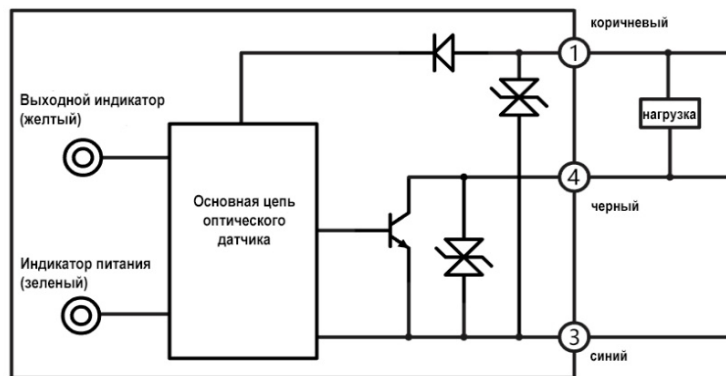 коричневый
1
Выходной индикатор
(желтый)
нагрузка
Основная цепь
оптического
датчика
4
черный
Индикатор питания
(зеленый)
3
синий